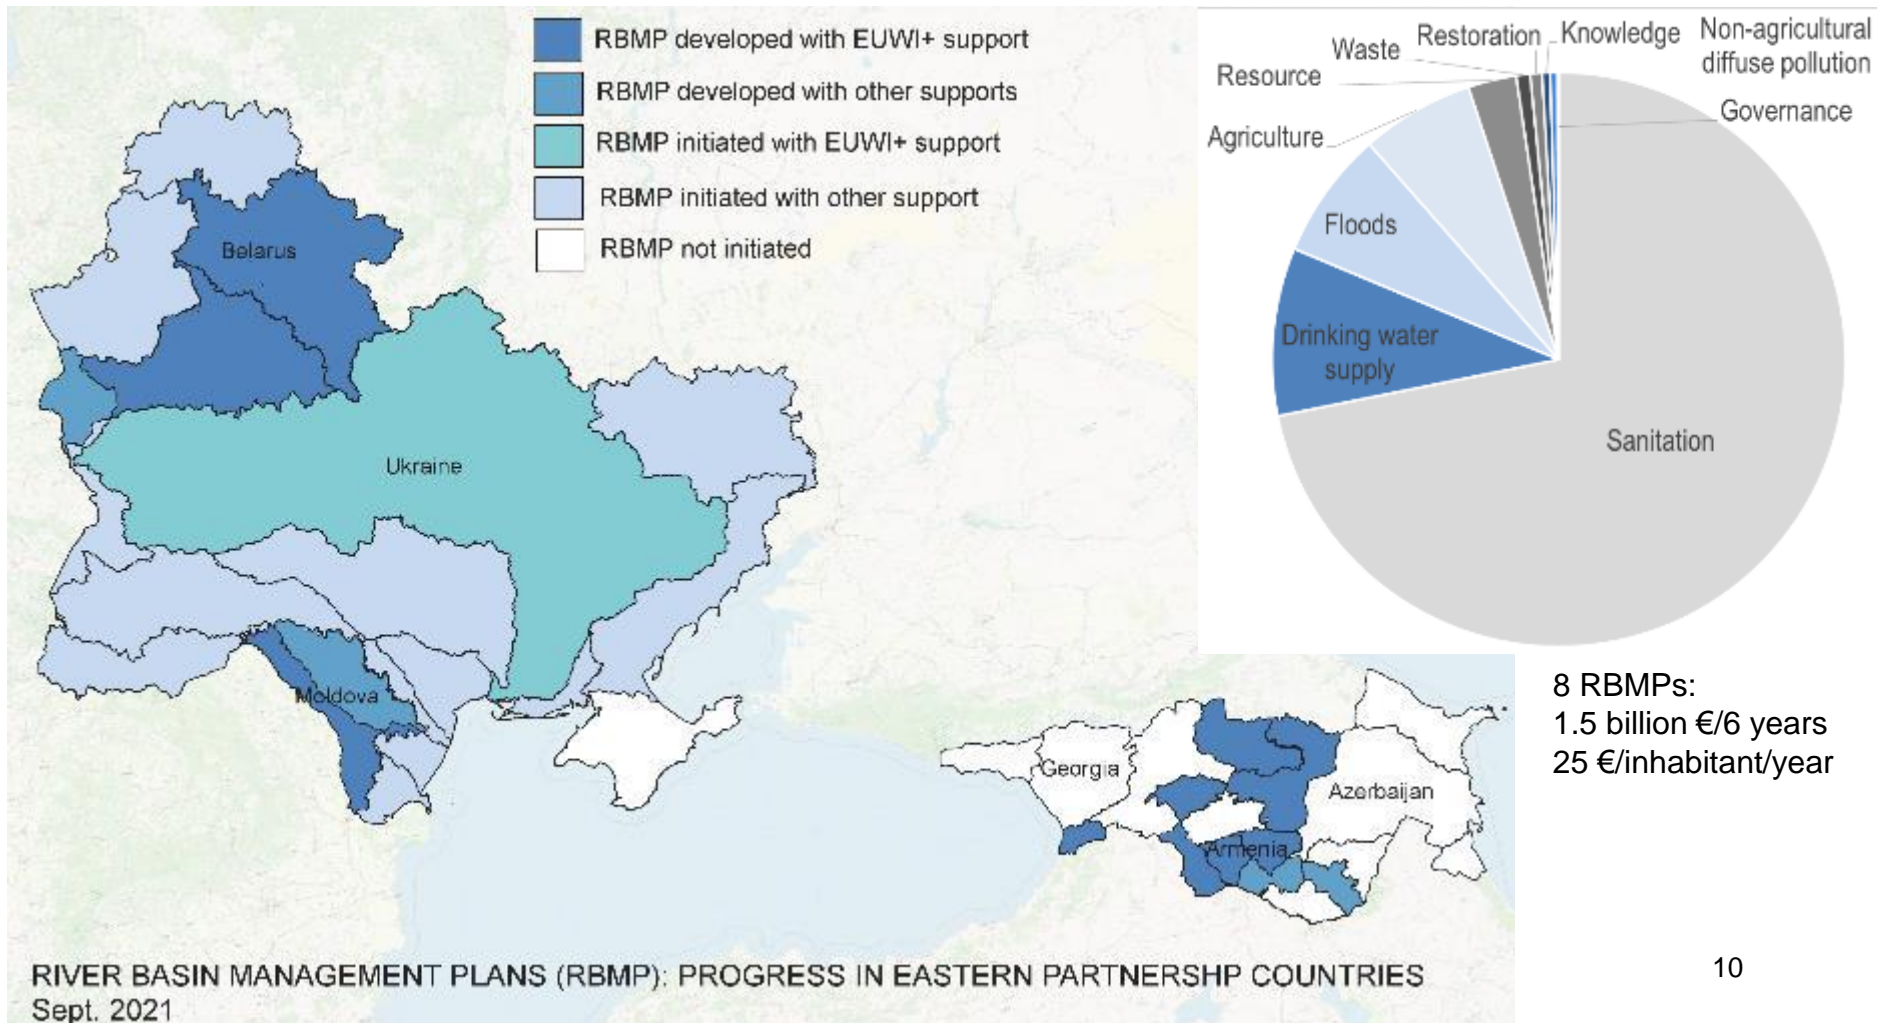 RBMP developed with EUWI+ support
RBMP developed with other supports
RBMP initiated with EUWI+ support
RBMP initiated with other support
RBMP not initiated
Belarus
Ukraine
Moldova
Georgia
Azerbaijan
Armenia
RIVER BASIN MANAGEMENT PLANS (RBMP): PROGRESS IN EASTERN PARTNERSHP COUNTRIES
Sept. 2021
Knowledge
Non-agricultural
diffuse pollution
Restoration
Waste
Resource
Governance
Agriculture
Floods
Drinking water
supply
Sanitation
8 RBMPs:
1.5 billion €/6 years
25 €/inhabitant/year
10